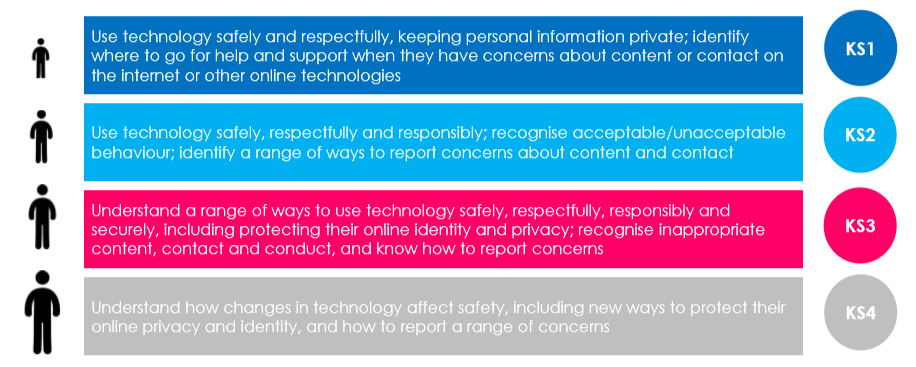 Use technology safely and respectfully, keeping personal information private; identify
where to go for help and support when they have concerns about content or contact on
the internet or other online technologies
KS1
Use technology safely, respectfully and responsibly; recognise acceptable/unacceptable
behaviour; identify a range of ways to report concerns about content and contact
KS2
Understand a range of ways to use technology safely, respectfully, responsibly and
securely, including protecting their online identity and privacy; recognise inappropriate
content, contact and conduct, and know how to report concerns
KS3
Understand how changes in technology affect safety, including new ways to protect their
online privacy and identity, and how to report a range of concerns
KS4